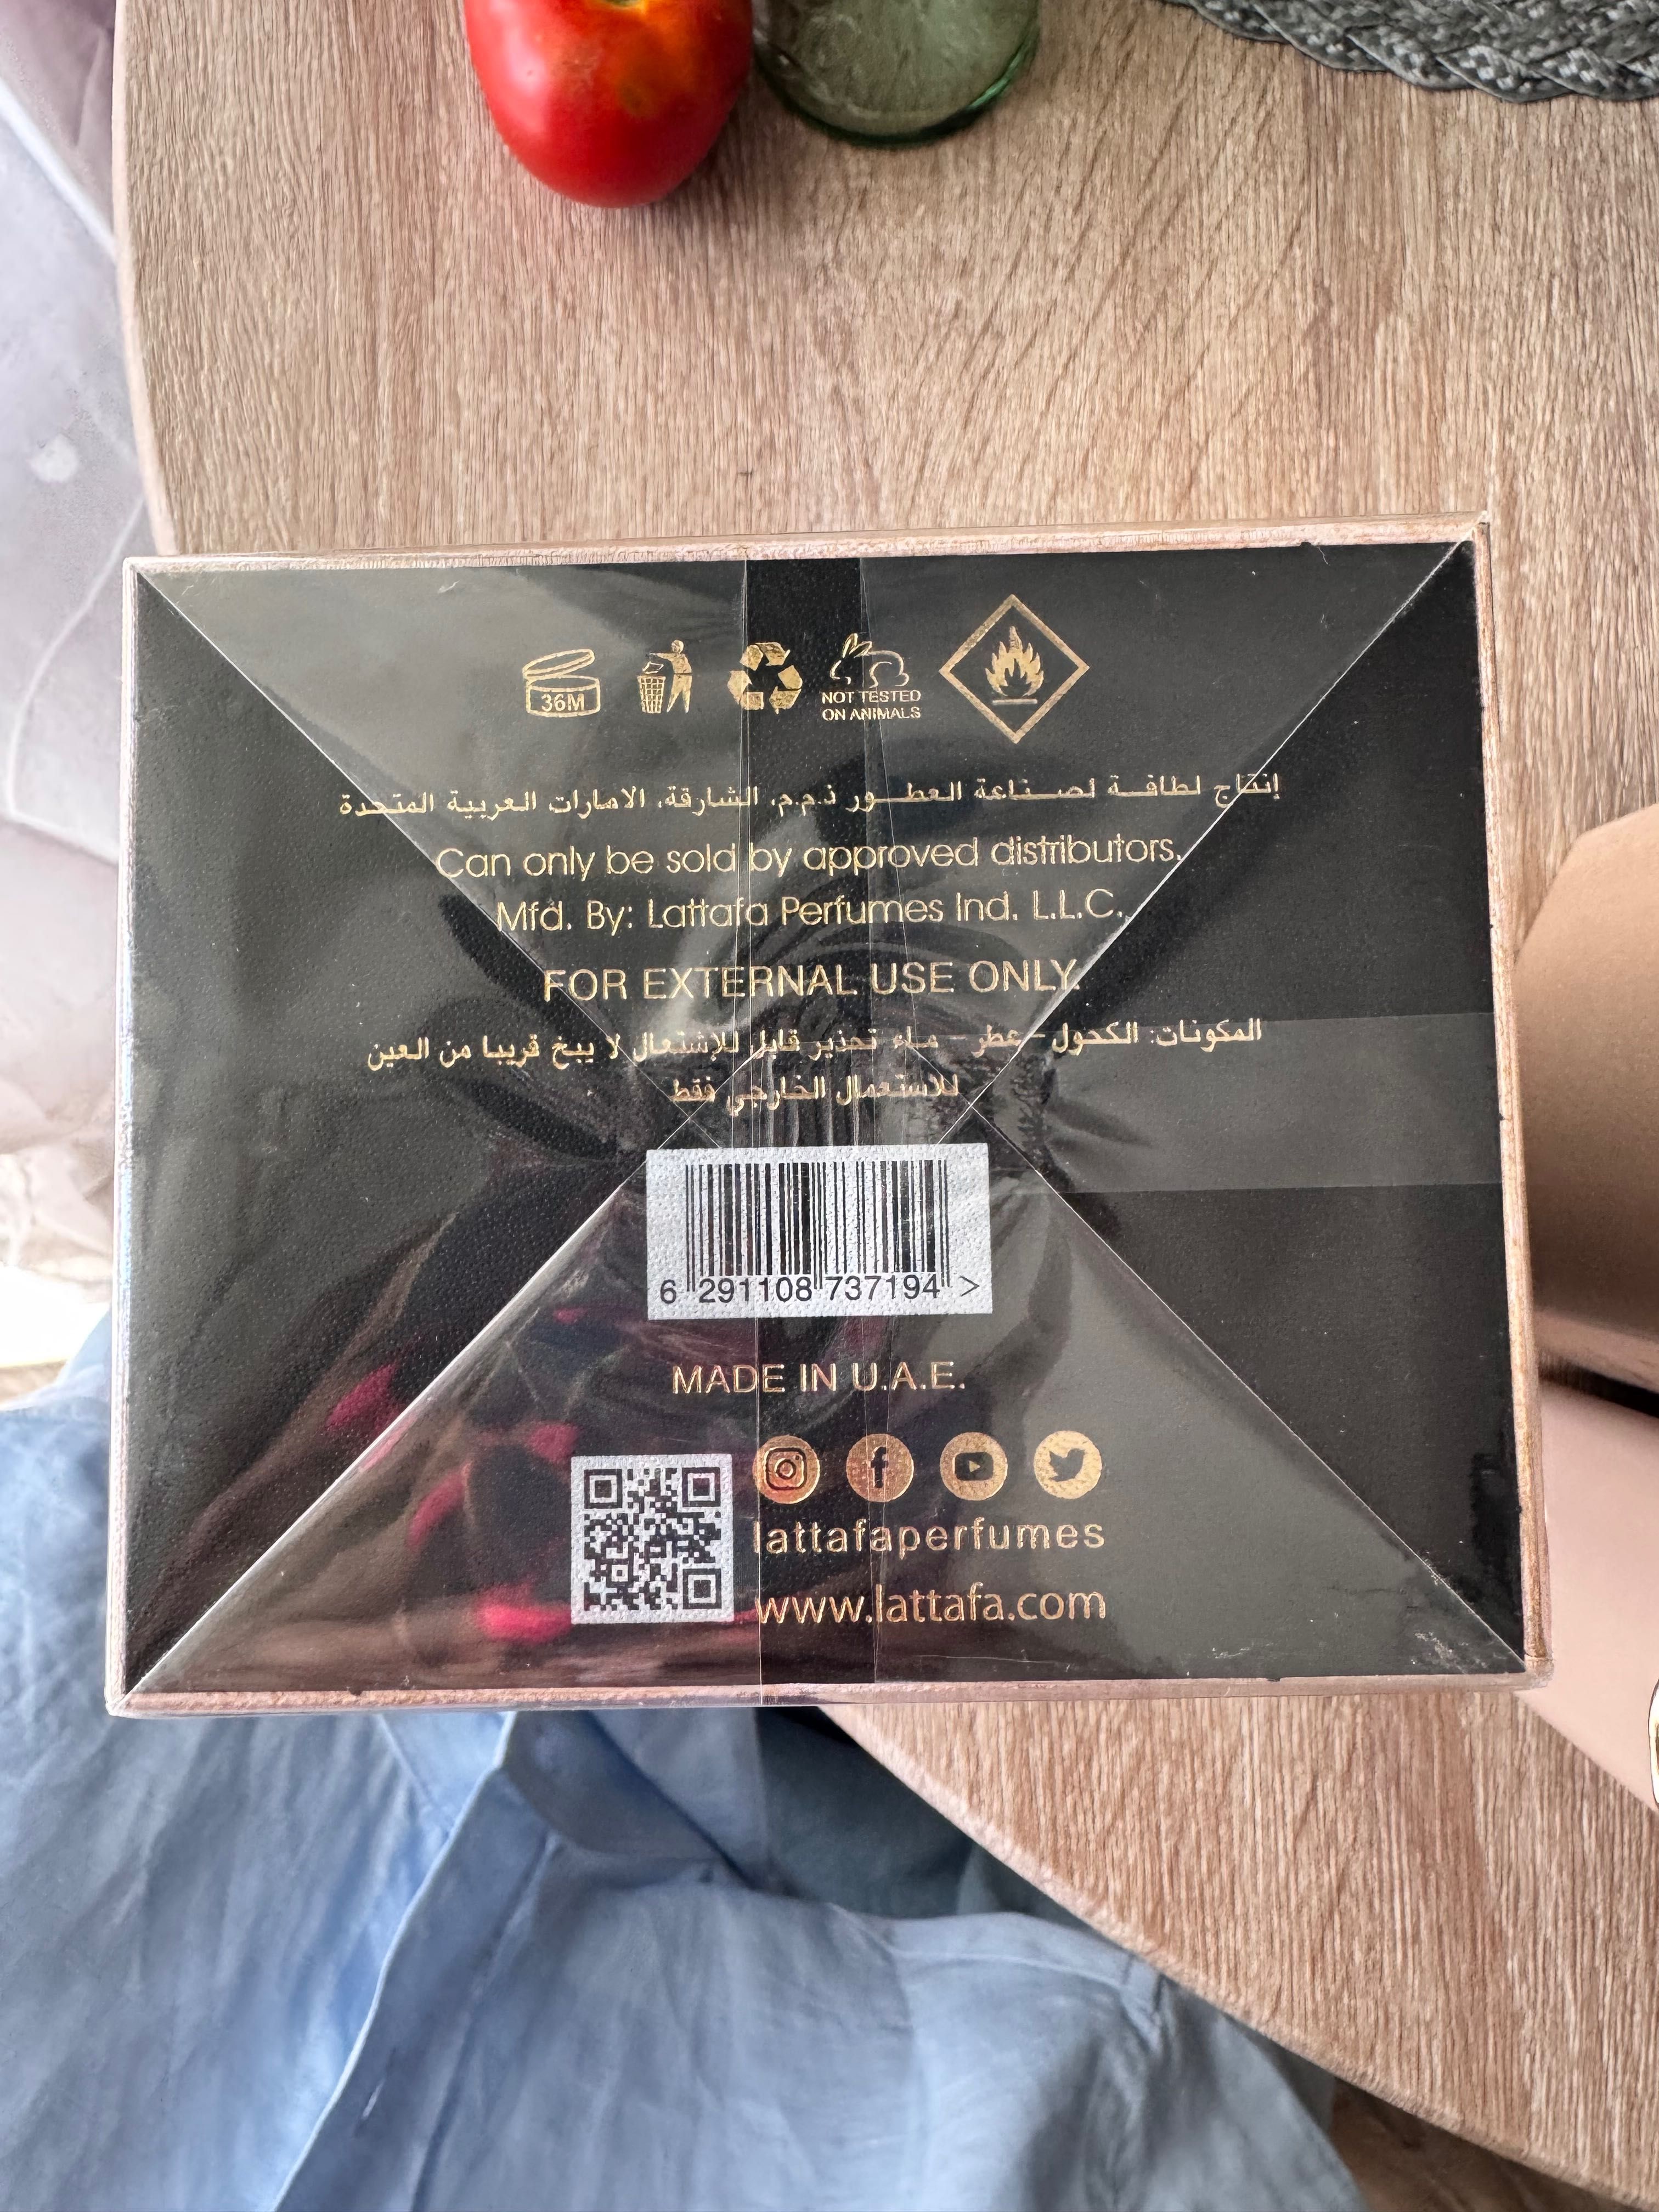 36M
NOT TESTED
ON ANIMALS
إنتاج لطافة لصناعة العطور ذ.م.م. الشارقة، الامارات العربية المتحدة
Can only be sold by approved distributors.
Mfd. By: Lattafa Perfumes Ind. L.L.C.
FOR EXTERNAL USE ONLY.
المكونات: الكحول - عطر - ماء تحذير قابل للإشتعال لا يبخ قريبا من العين
للاستعمال الخارجي فقط
6 291108 737194 >
MADE IN U.A.E.
lattafaperfumes
www.lattafa.com